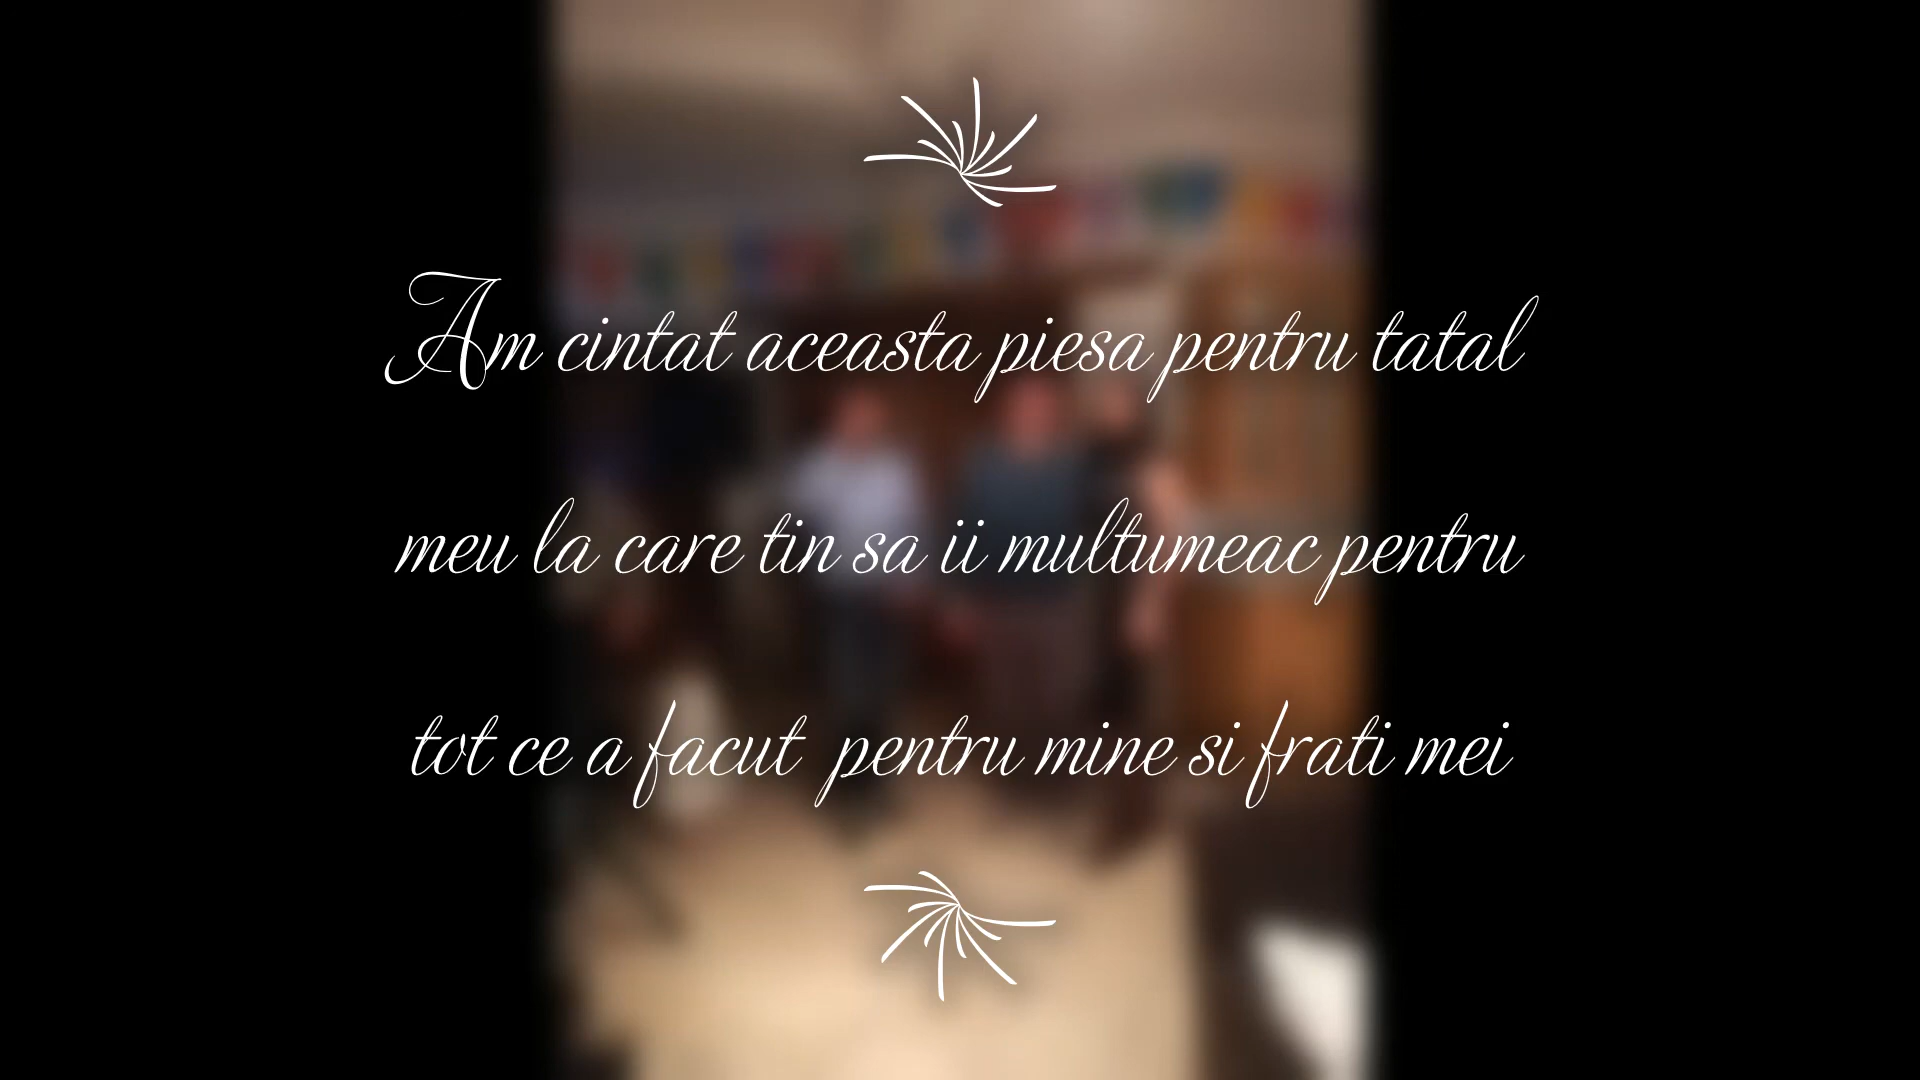 Am cintat aceasta piesa pentru tatal
meu la care tin sa ii multumeac pentru
tot ce a facut pentru mine si frati mei